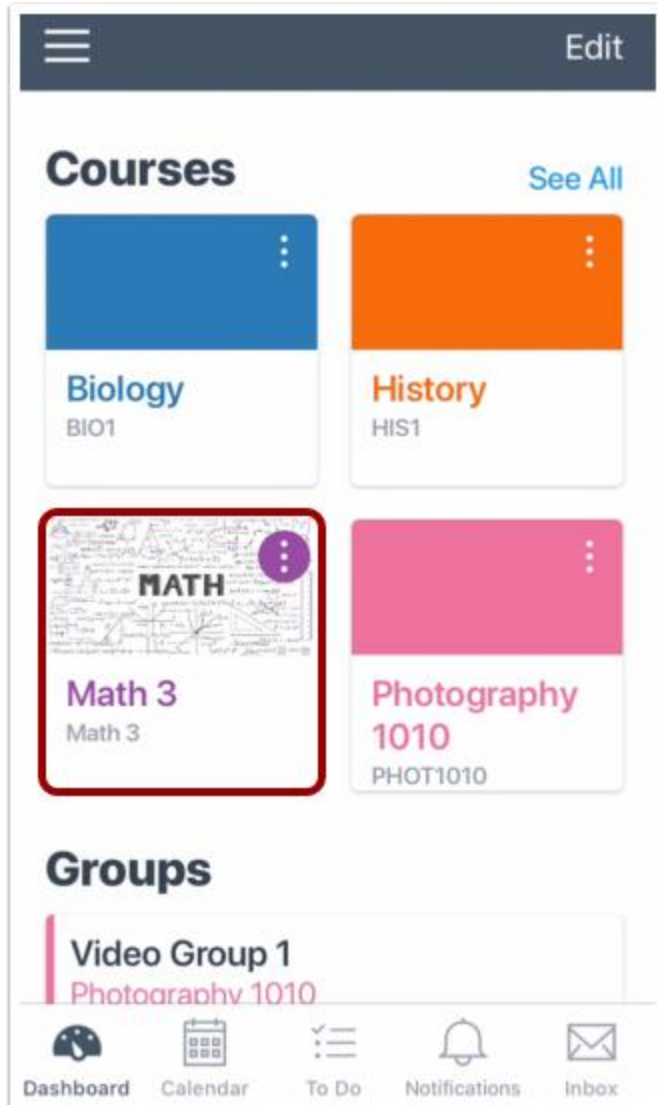 Edit
Courses
See All
Biology
BIO1
History
HIS1
MATH
Math 3
Math 3
Photography
1010
PHOT1010
Groups
Video Group 1
Photography 1010
Dashboard
Calendar
To Do
Notifications
Inbox